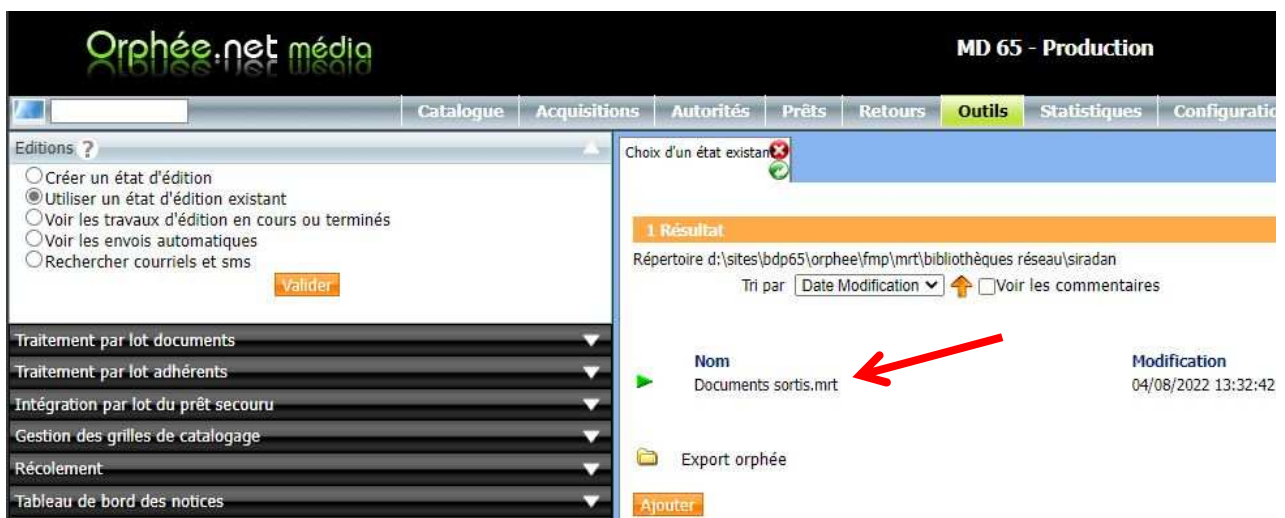 Orphée.net média
MD 65 - Production
Catalogue Acquisitions Autorités Prêts Retours Outils Statistiques Configuratio
Editions ?
Créer un état d'édition
Utiliser un état d'édition existant
Voir les travaux d'édition en cours ou terminés
Voir les envois automatiques
Rechercher courriels et sms
Valider
Traitement par lot documents
Traitement par lot adhérents
Intégration par lot du prêt secouru
Gestion des grilles de catalogage
Récolement
Tableau de bord des notices
Choix d'un état existan
1 Résultat
Répertoire d:\sites\bdp65\orphee\fmp\mrt\bibliothèques réseau\siradan
Tri par Date Modification Voir les commentaires
Nom Modification
Documents sortis.mrt 04/08/2022 13:32:42
Export orphée
Ajouter